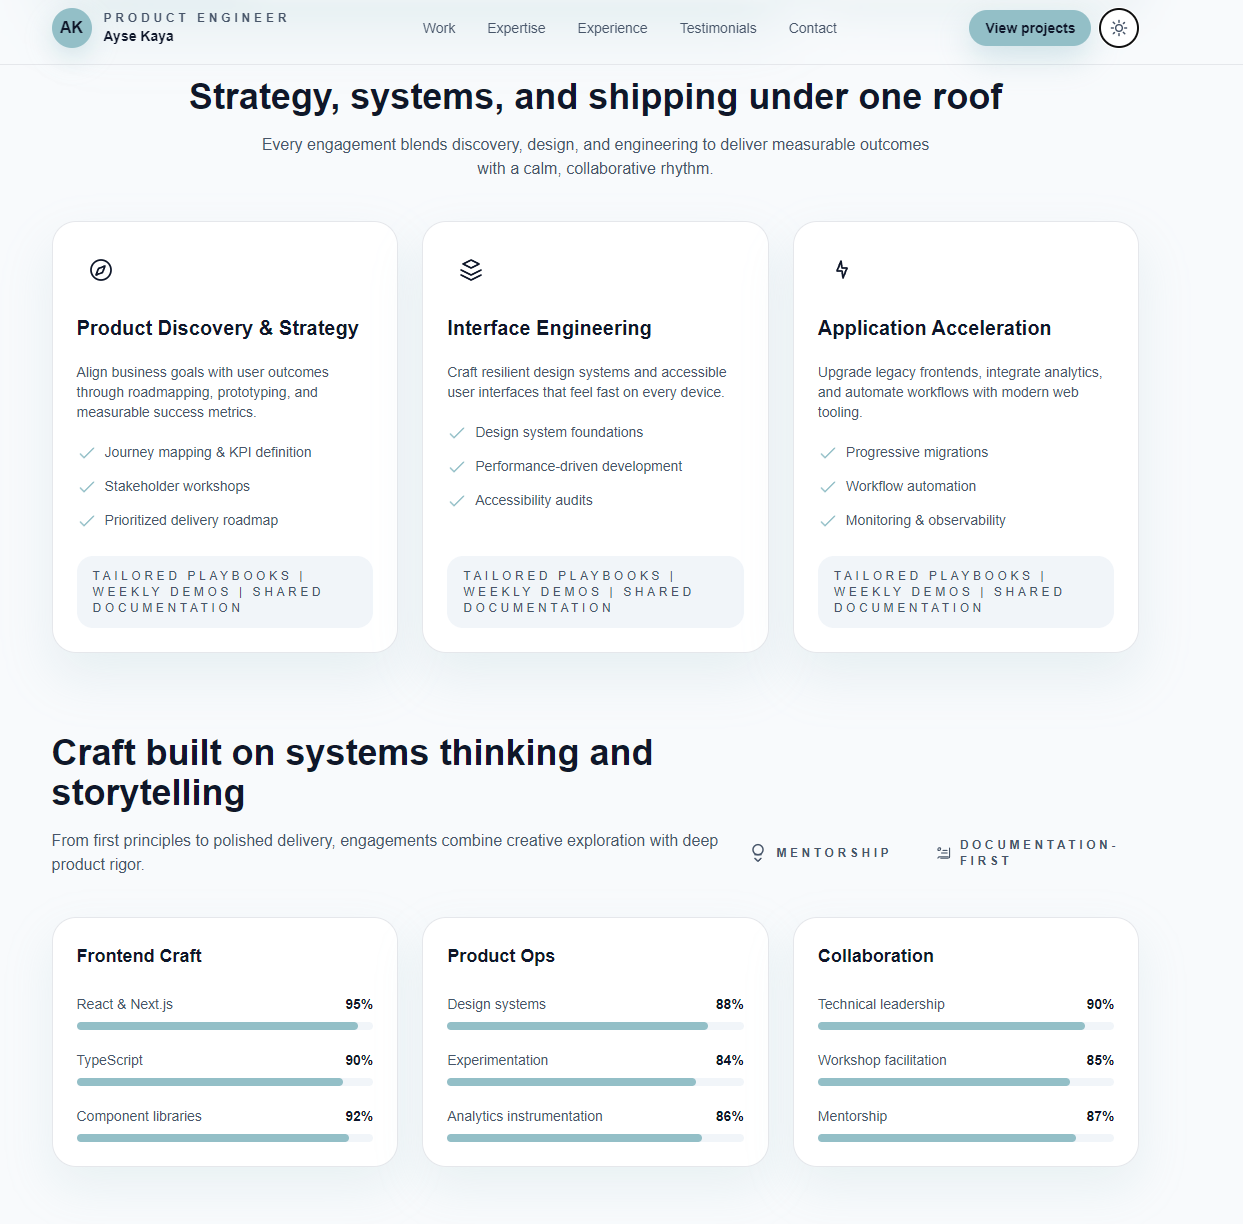 AK
PRODUCT ENGINEER
Ayse Kaya
Work
Expertise
Experience
Testimonials
Contact
View projects
Strategy, systems, and shipping under one roof
Every engagement blends discovery, design, and engineering to deliver measurable outcomes
with a calm, collaborative rhythm.
Product Discovery & Strategy
Align business goals with user outcomes
through roadmapping, prototyping, and
measurable success metrics.
Journey mapping & KPI definition
Stakeholder workshops
Prioritized delivery roadmap
TAILORED PLAYBOOKS |
WEEKLY DEMOS | SHARED
DOCUMENTATION
Interface Engineering
Craft resilient design systems and accessible
user interfaces that feel fast on every device.
Design system foundations
Performance-driven development
Accessibility audits
TAILORED PLAYBOOKS |
WEEKLY DEMOS | SHARED
DOCUMENTATION
Application Acceleration
Upgrade legacy frontends, integrate analytics,
and automate workflows with modern web
tooling.
Progressive migrations
Workflow automation
Monitoring & observability
TAILORED PLAYBOOKS |
WEEKLY DEMOS | SHARED
DOCUMENTATION
Craft built on systems thinking and
storytelling
From first principles to polished delivery, engagements combine creative exploration with deep
product rigor.
MENTORSHIP
DOCUMENTATION-
FIRST
Frontend Craft
React & Next.js 95%
TypeScript 90%
Component libraries 92%
Product Ops
Design systems 88%
Experimentation 84%
Analytics instrumentation 86%
Collaboration
Technical leadership 90%
Workshop facilitation 85%
Mentorship 87%